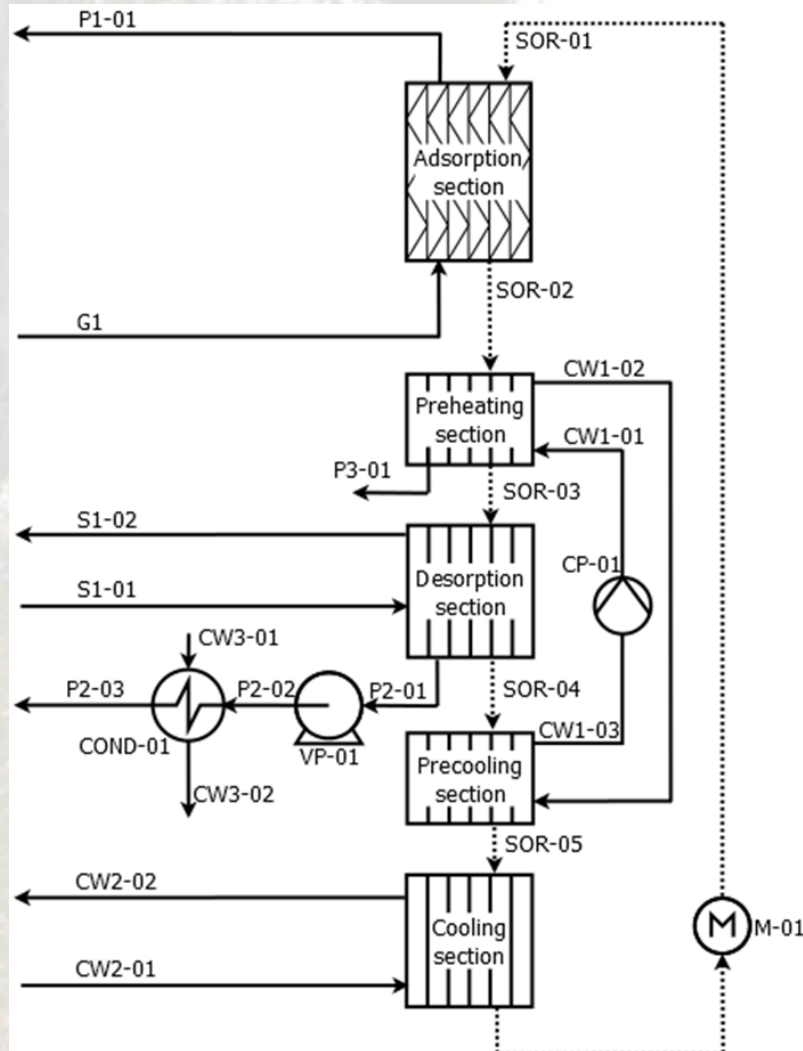 P1-01
SOR-01
Adsorption
section
SOR-02
G1
CW1-02
Preheating
section
CW1-01
P3-01
SOR-03
S1-02
CP-01
Desorption
section
S1-01
CW3-01
P2-03
P2-02
P2-01
SOR-04
COND-01
VP-01
CW1-03
Precooling
section
CW3-02
SOR-05
CW2-02
Cooling
section
M
M-01
CW2-01